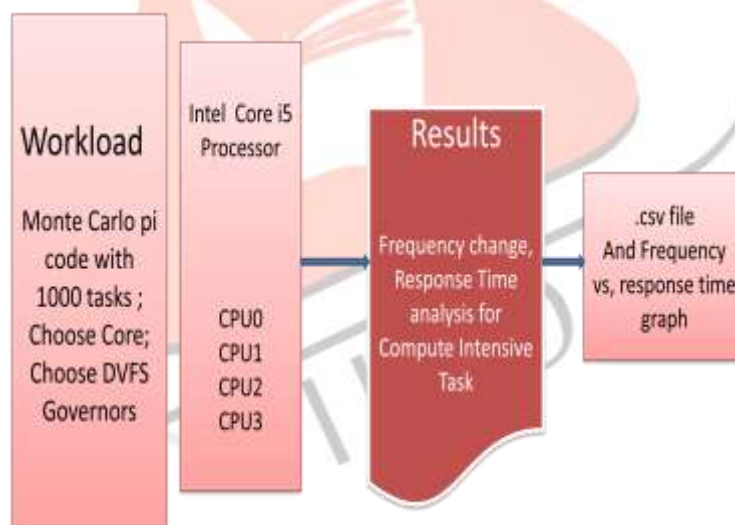 Workload
Monte Carlo pi
code with
1000 tasks ;
Choose Core;
Choose DVFS
Governors
Intel Core i5
Processor
CPU0
CPU1
CPU2
CPU3
Results
Frequency change,
Response Time
analysis for
Compute Intensive
Task
.csv file
And Frequency
vs, response time
graph